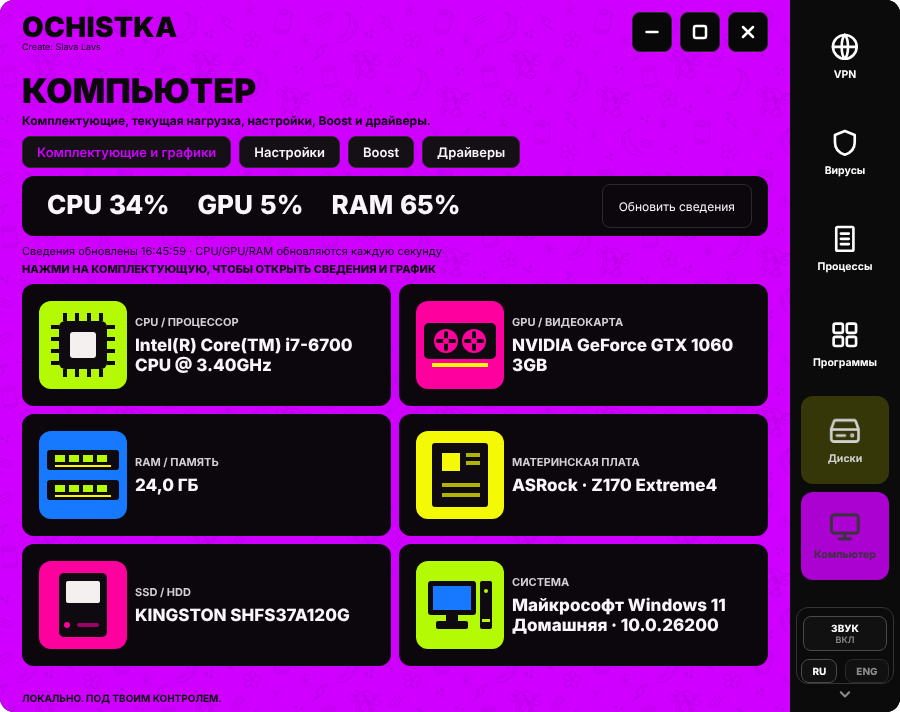 OCHISTKA
Create: Slava Lavs
КОМПЬЮТЕР
Комплектующие, текущая нагрузка, настройки, Boost и драйверы.
Комплектующие и графики
Настройки
Boost
Драйверы
CPU 34% GPU 5% RAM 65%
Обновить сведения
Сведения обновлены 16:45:59 · CPU/GPU/RAM обновляются каждую секунду
НАЖМИ НА КОМПЛЕКТУЮЩУЮ, ЧТОБЫ ОТКРЫТЬ СВЕДЕНИЯ И ГРАФИК
CPU / ПРОЦЕССОР
Intel(R) Core(TM) i7-6700
CPU @ 3.40GHz
GPU / ВИДЕОКАРТА
NVIDIA GeForce GTX 1060
3GB
RAM / ПАМЯТЬ
24,0 ГБ
МАТЕРИНСКАЯ ПЛАТА
ASRock · Z170 Extreme4
SSD / HDD
KINGSTON SHFS37A120G
СИСТЕМА
Майкрософт Windows 11
Домашняя · 10.0.26200
ЛОКАЛЬНО. ПОД ТВОИМ КОНТРОЛЕМ.
VPN
Вирусы
Процессы
Программы
Диски
Компьютер
ЗВУК
ВКЛ
RU
ENG